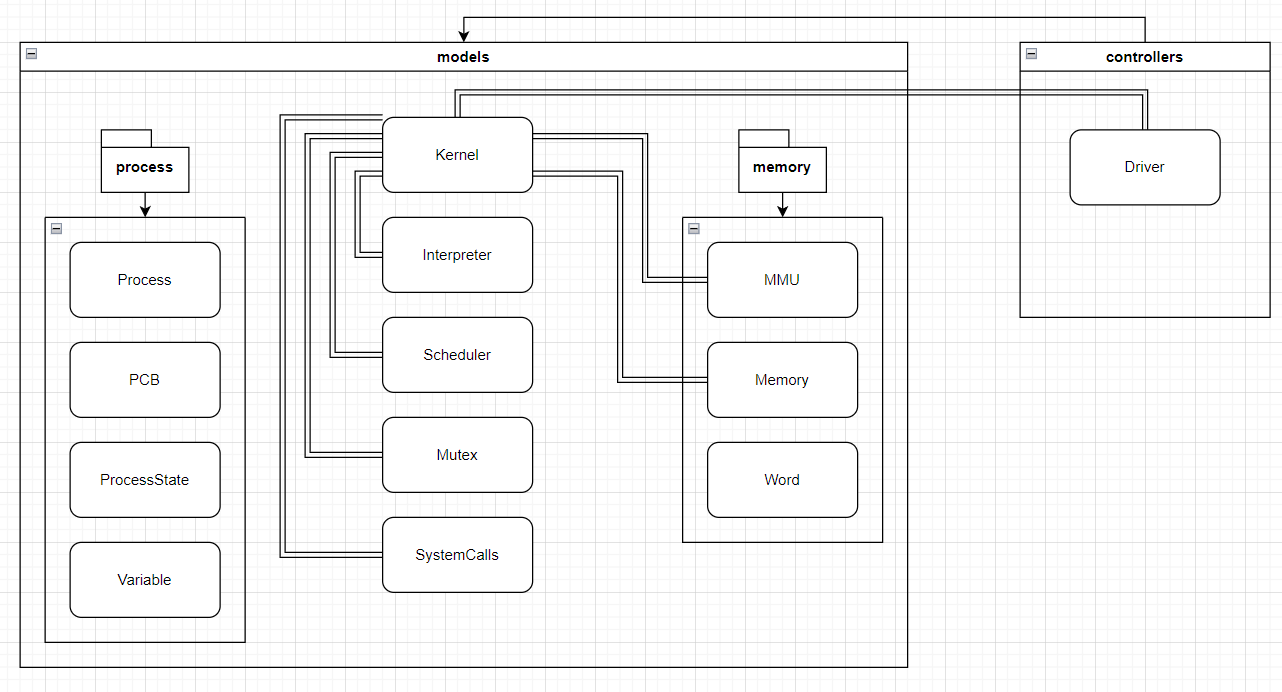 models
controllers
process
Process
PCB
ProcessState
Variable
Kernel
Interpreter
Scheduler
Mutex
SystemCalls
memory
MMU
Memory
Word
Driver